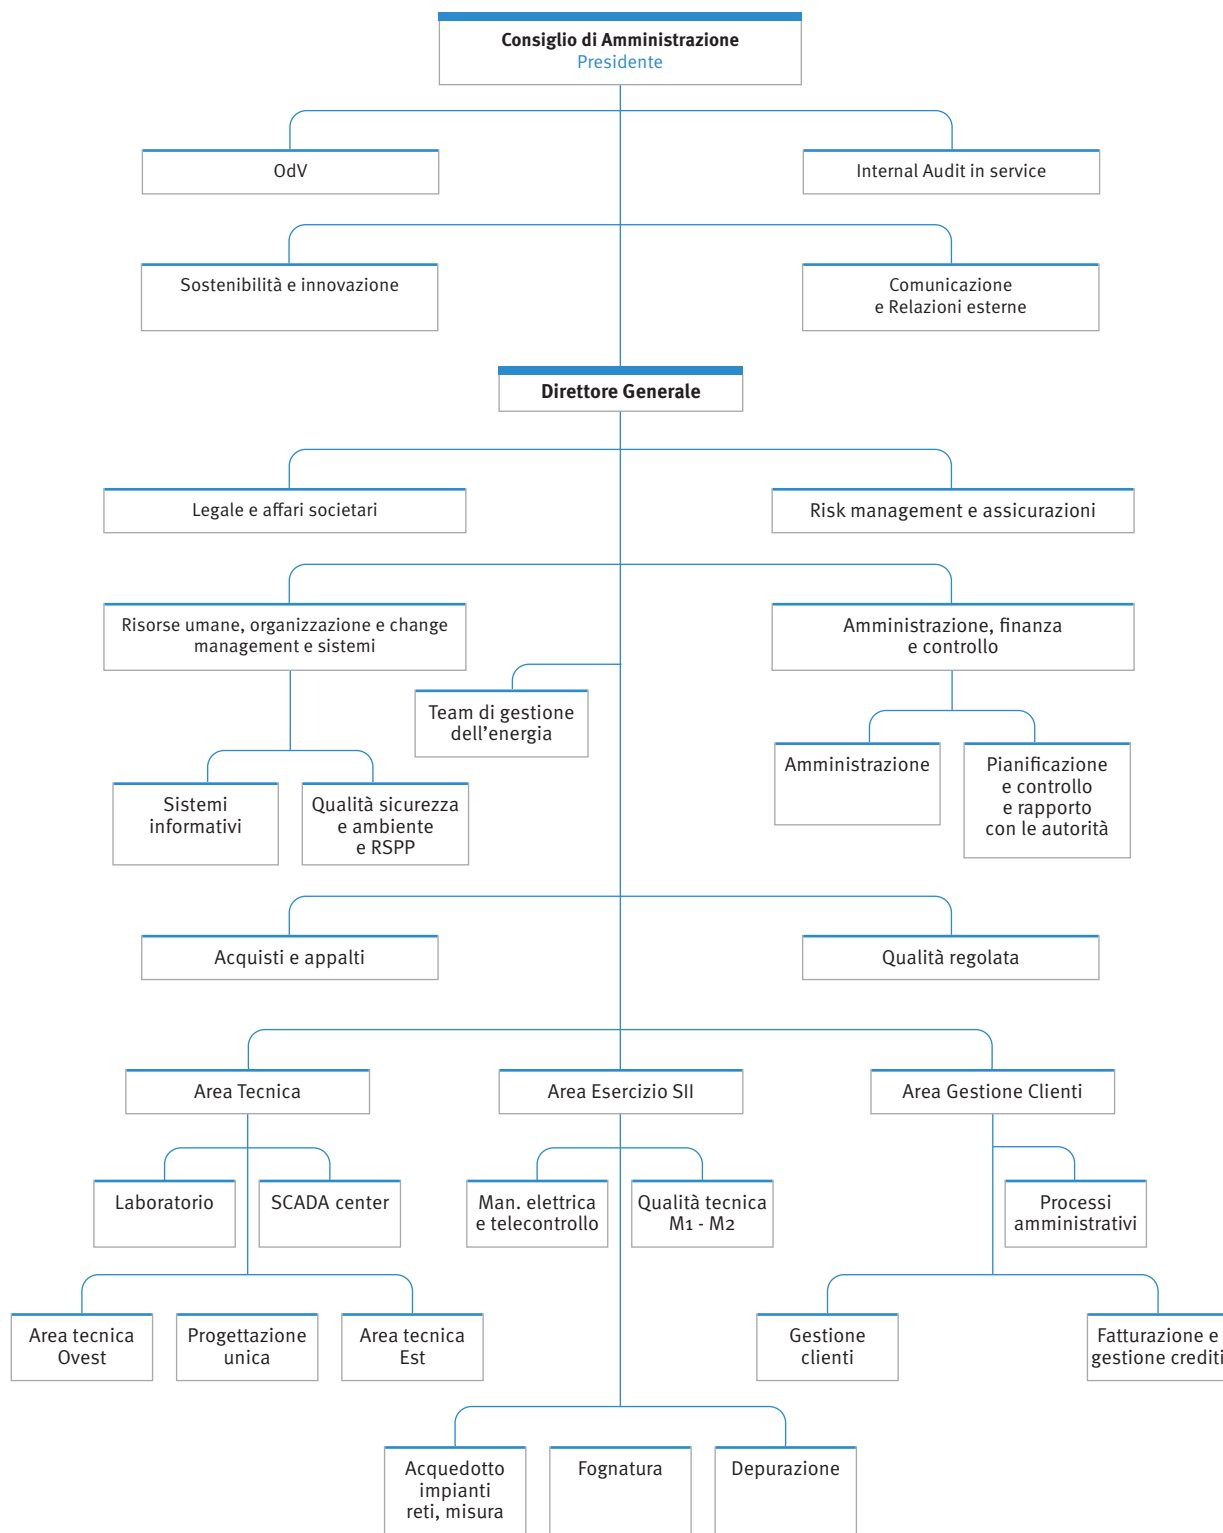 Consiglio di Amministrazione
Presidente
OdV
Internal Audit in service
Sostenibilità e innovazione
Comunicazione
e Relazioni esterne
Direttore Generale
Legale e affari societari
Risk management e assicurazioni
Risorse umane, organizzazione e change
management e sistemi
Amministrazione, finanza
e controllo
Team di gestione
dell'energia
Sistemi
informativi
Qualità sicurezza
e ambiente
e RSPP
Amministrazione
Pianificazione
e controllo
e rapporto
con le autorità
Acquisti e appalti
Qualità regolata
Area Tecnica
Area Esercizio SII
Area Gestione Clienti
Laboratorio
SCADA center
Man. elettrica
e telecontrollo
Qualità tecnica
M1 - M2
Processi
amministrativi
Area tecnica
Ovest
Progettazione
unica
Area tecnica
Est
Gestione
clienti
Fatturazione e
gestione crediti
Acquedotto
impianti
reti, misura
Fognatura
Depurazione